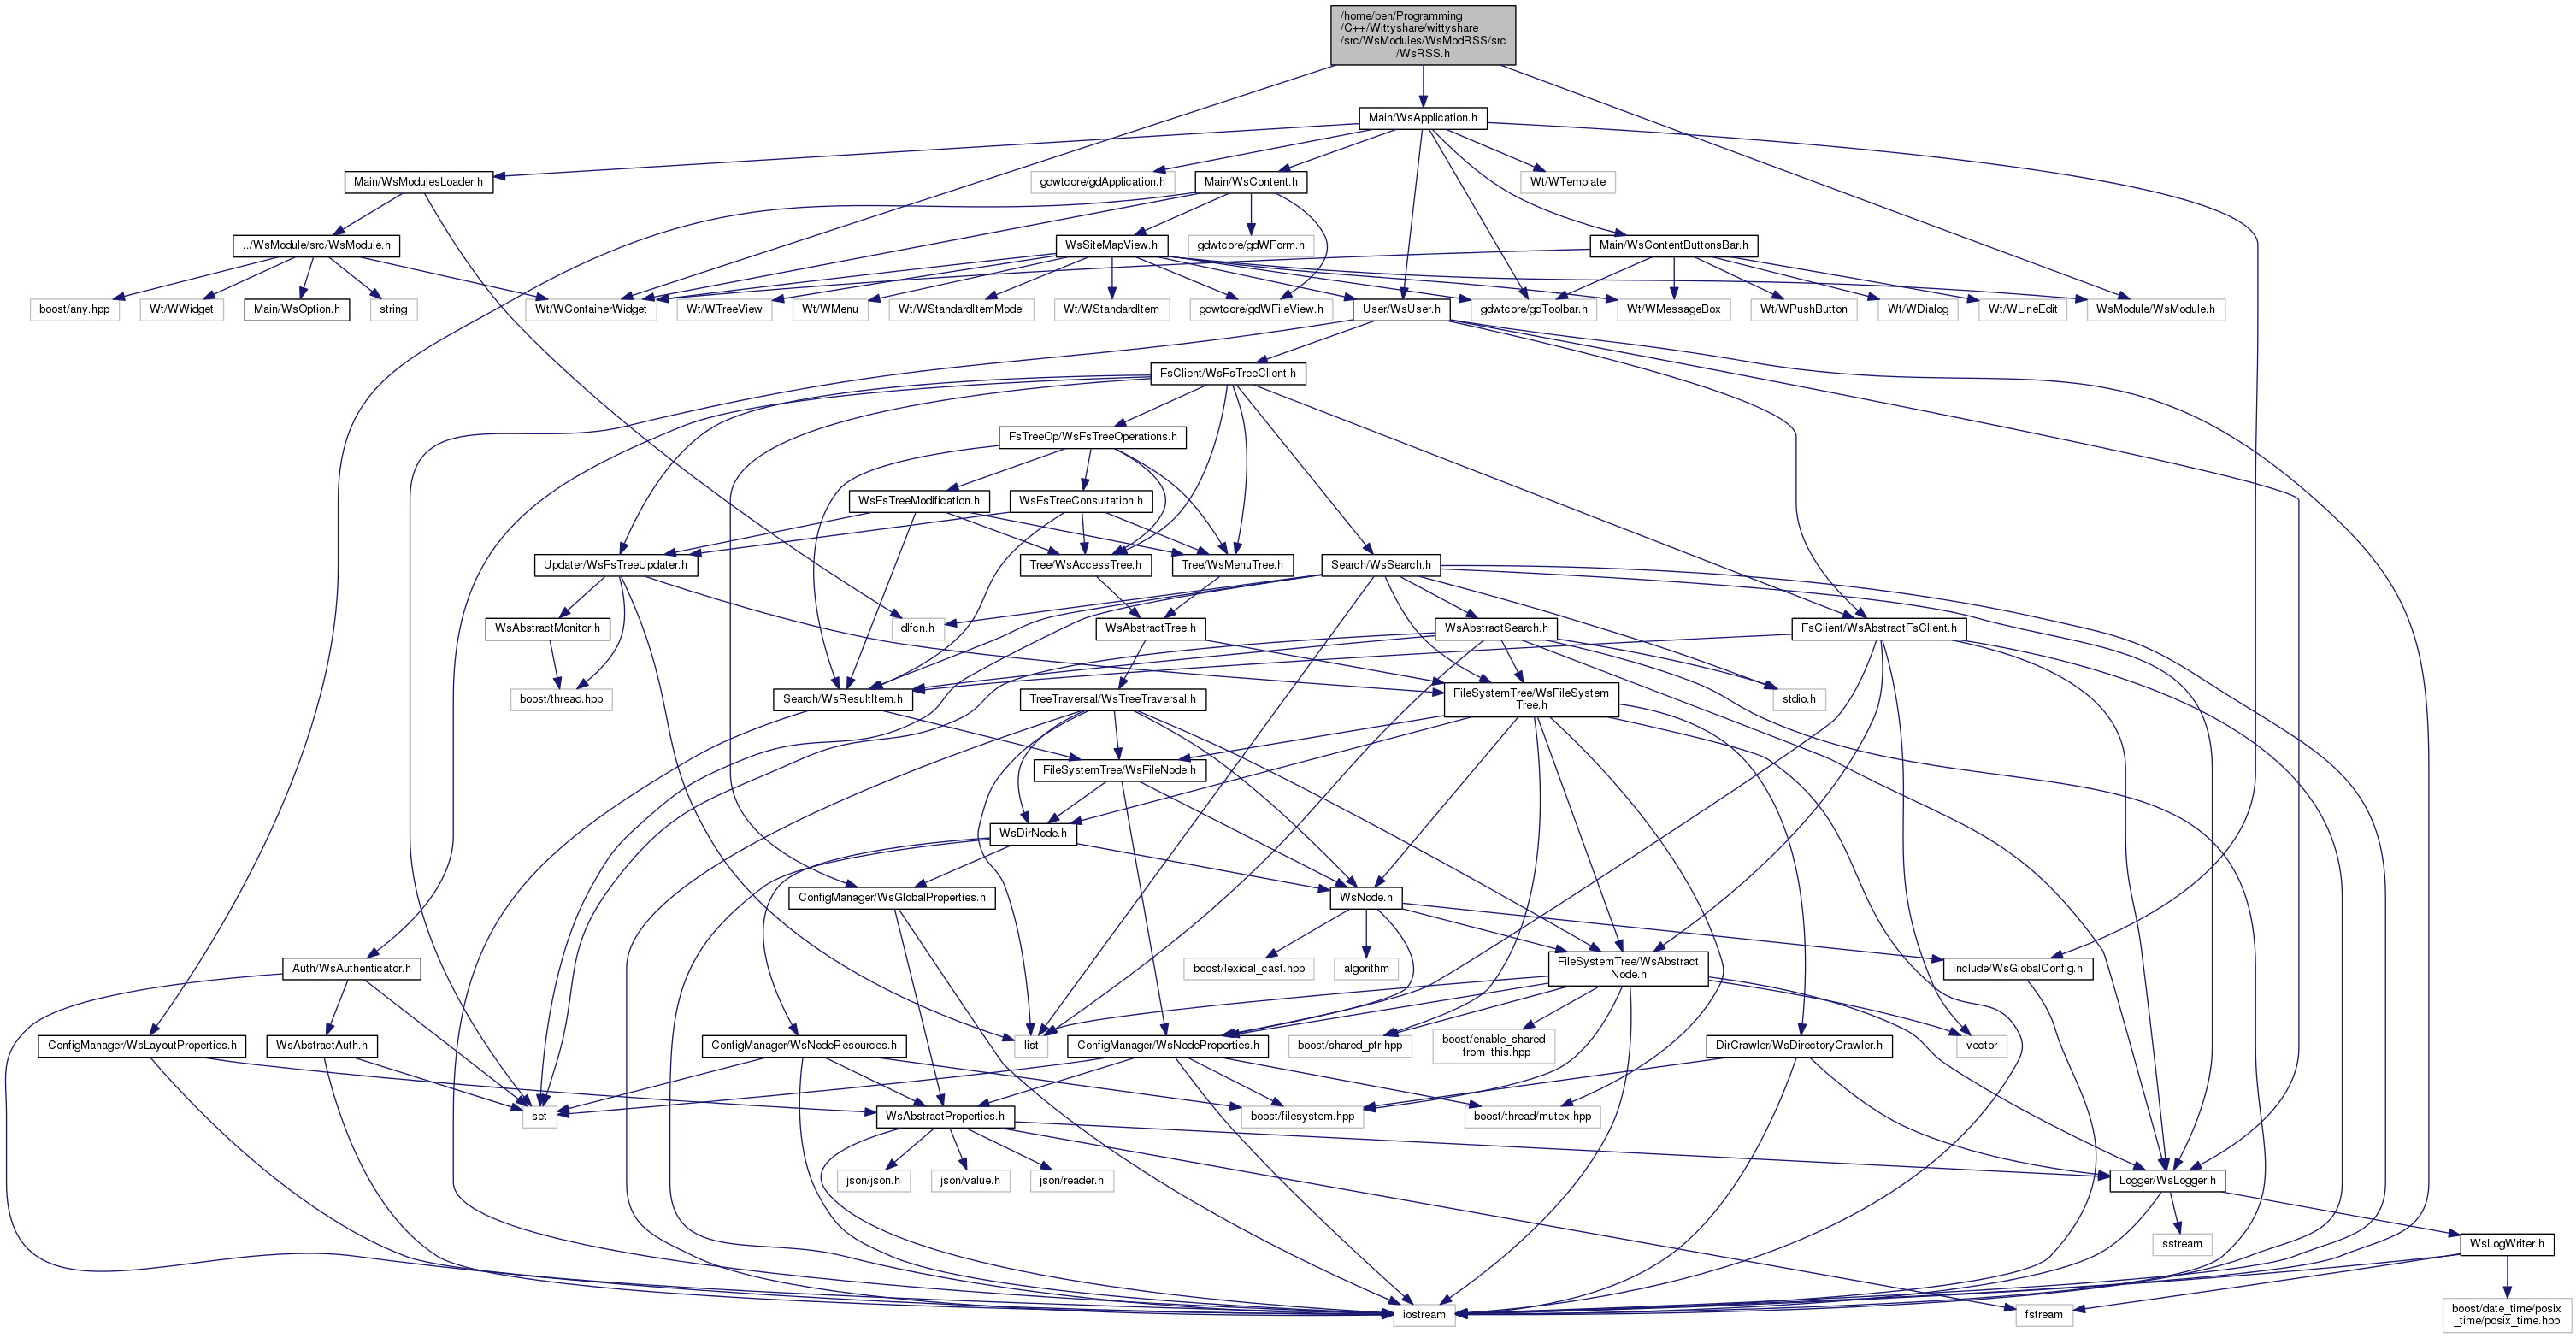 /home/ben/Programming
/C++/Wittyshare/wittyshare
/src/WsModules/WsModRSS/src
/WsRSS.h
Main/WsApplication.h
Main/WsModulesLoader.h
gdwtcore/gdApplication.h
Main/WsContent.h
Wt/WTemplate
../WsModule/src/WsModule.h
WsSiteMapView.h
gdwtcore/gdWForm.h
Main/WsContentButtonsBar.h
boost/any.hpp
Wt/WWidget
Main/WsOption.h
string
Wt/WContainerWidget
Wt/WTreeView
Wt/WMenu
Wt/WStandardItemModel
Wt/WStandardItem
gdwtcore/gdWFileView.h
User/WsUser.h
gdwtcore/gdToolbar.h
Wt/WMessageBox
Wt/WPushButton
Wt/WDialog
Wt/WLineEdit
WsModule/WsModule.h
FsClient/WsFsTreeClient.h
FsTreeOp/WsFsTreeOperations.h
WsFsTreeModification.h
WsFsTreeConsultation.h
Updater/WsFsTreeUpdater.h
Tree/WsAccessTree.h
Tree/WsMenuTree.h
Search/WsSearch.h
WsAbstractMonitor.h
dlfcn.h
WsAbstractTree.h
WsAbstractSearch.h
FsClient/WsAbstractFsClient.h
boost/thread.hpp
Search/WsResultItem.h
TreeTraversal/WsTreeTraversal.h
FileSystemTree/WsFileSystem
Tree.h
stdio.h
FileSystemTree/WsFileNode.h
WsDirNode.h
ConfigManager/WsGlobalProperties.h
WsNode.h
Auth/WsAuthenticator.h
boost/lexical_cast.hpp
algorithm
FileSystemTree/WsAbstract
Node.h
Include/WsGlobalConfig.h
ConfigManager/WsLayoutProperties.h
WsAbstractAuth.h
ConfigManager/WsNodeResources.h
list
ConfigManager/WsNodeProperties.h
boost/shared_ptr.hpp
boost/enable_shared
_from_this.hpp
DirCrawler/WsDirectoryCrawler.h
vector
set
WsAbstractProperties.h
boost/filesystem.hpp
boost/thread/mutex.hpp
json/json.h
json/value.h
json/reader.h
Logger/WsLogger.h
sstream
WsLogWriter.h
iostream
fstream
boost/date_time/posix
_time/posix_time.hpp